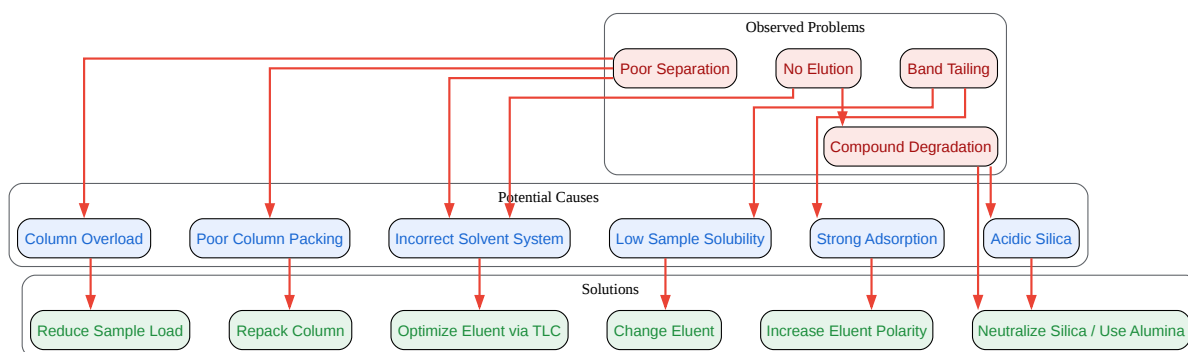 Observed Problems
Poor Separation
No Elution
Band Tailing
Compound Degradation
Potential Causes
Column Overload
Poor Column Packing
Incorrect Solvent System
Low Sample Solubility
Strong Adsorption
Acidic Silica
Solutions
Reduce Sample Load
Repack Column
Optimize Eluent via TLC
Change Eluent
Increase Eluent Polarity
Neutralize Silica / Use Alumina